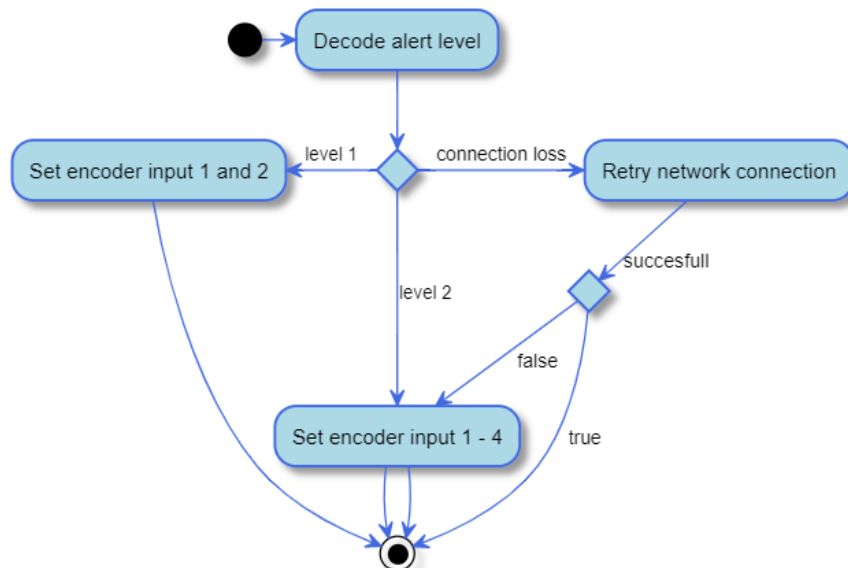 Decode alert level
level 1
connection loss
Set encoder input 1 and 2
Retry network connection
succesfull
level 2
false
Set encoder input 1 - 4
true